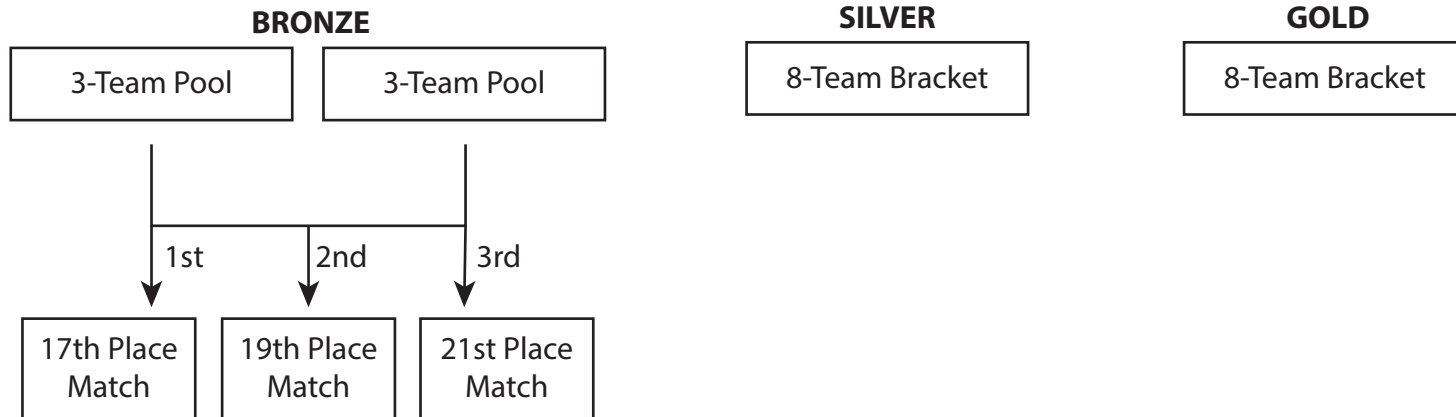 BRONZE
3-Team Pool
3-Team Pool
1st
2nd
3rd
17th Place
Match
19th Place
Match
21st Place
Match
SILVER
8-Team Bracket
GOLD
8-Team Bracket